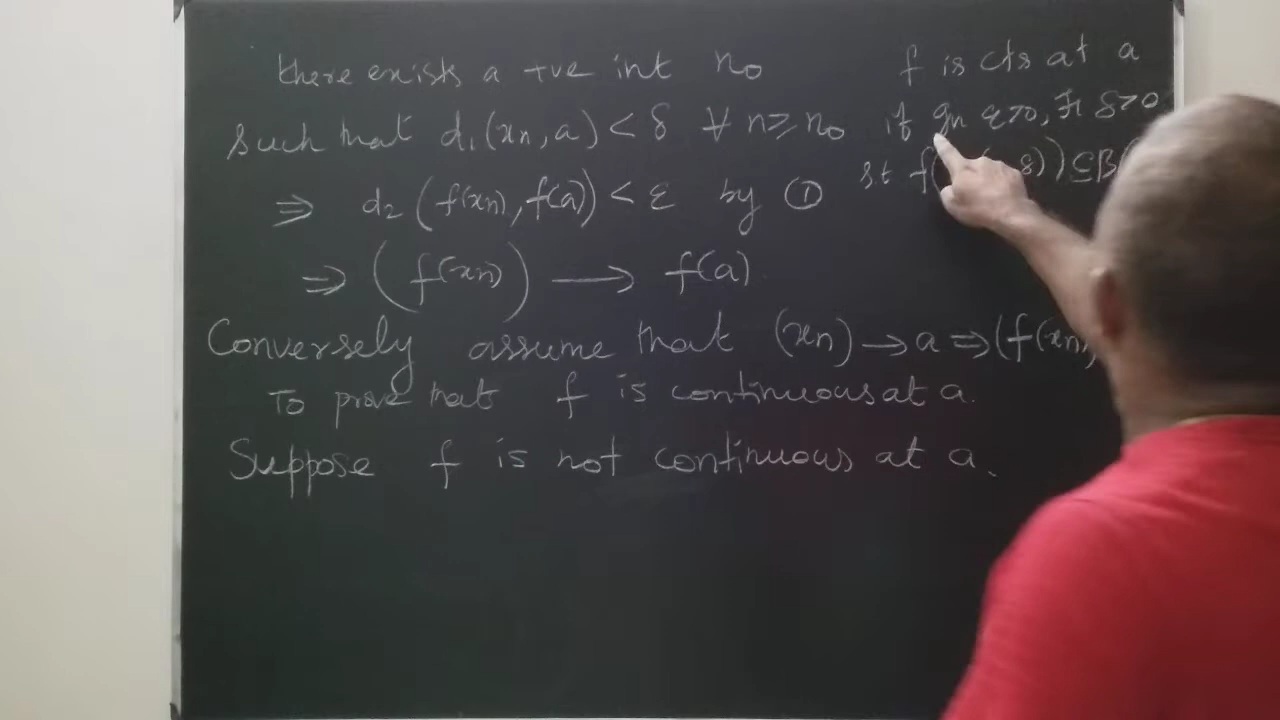 there exists a +ve int n₀
such that d₁(xₙ, a) < δ ∀ n ≥ n₀
⇒ d₂(f(xₙ), f(a)) < ε by ①
⇒ (f(xₙ)) → f(a).
Conversely assume that (xₙ) → a ⇒ (f(xₙ)
To prove that f is continuous at a.
Suppose f is not continuous at a.
f is cts at a
if gn ε>0, ∃ δ>0
s.t f( δ)) ⊆ B(